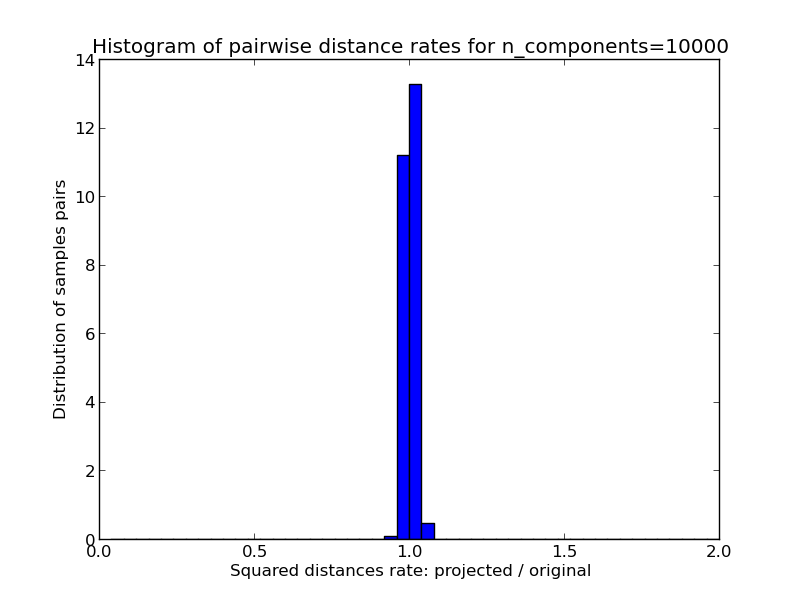 Histogram of pairwise distance rates for n_components=10000
14
12
10
8
6
4
2
0
Distribution of samples pairs
0.0 0.5 1.0 1.5 2.0
Squared distances rate: projected / original